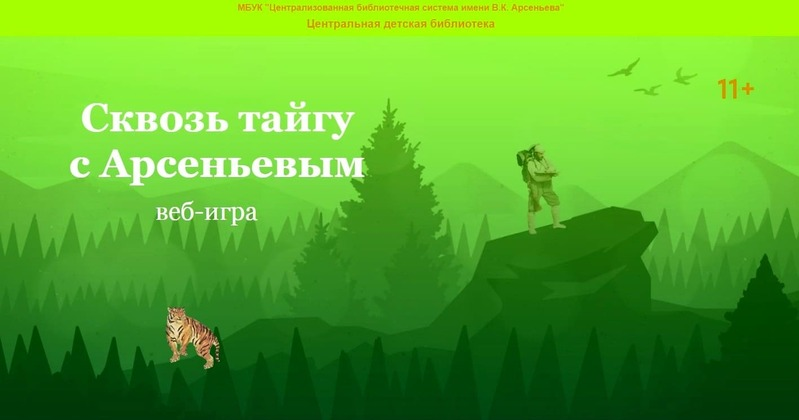 МБУК "Централизованная библиотечная система имени В.К. Арсеньева"
Центральная детская библиотека
11+
Сквозь тайгу
с Арсеньевым
веб-игра